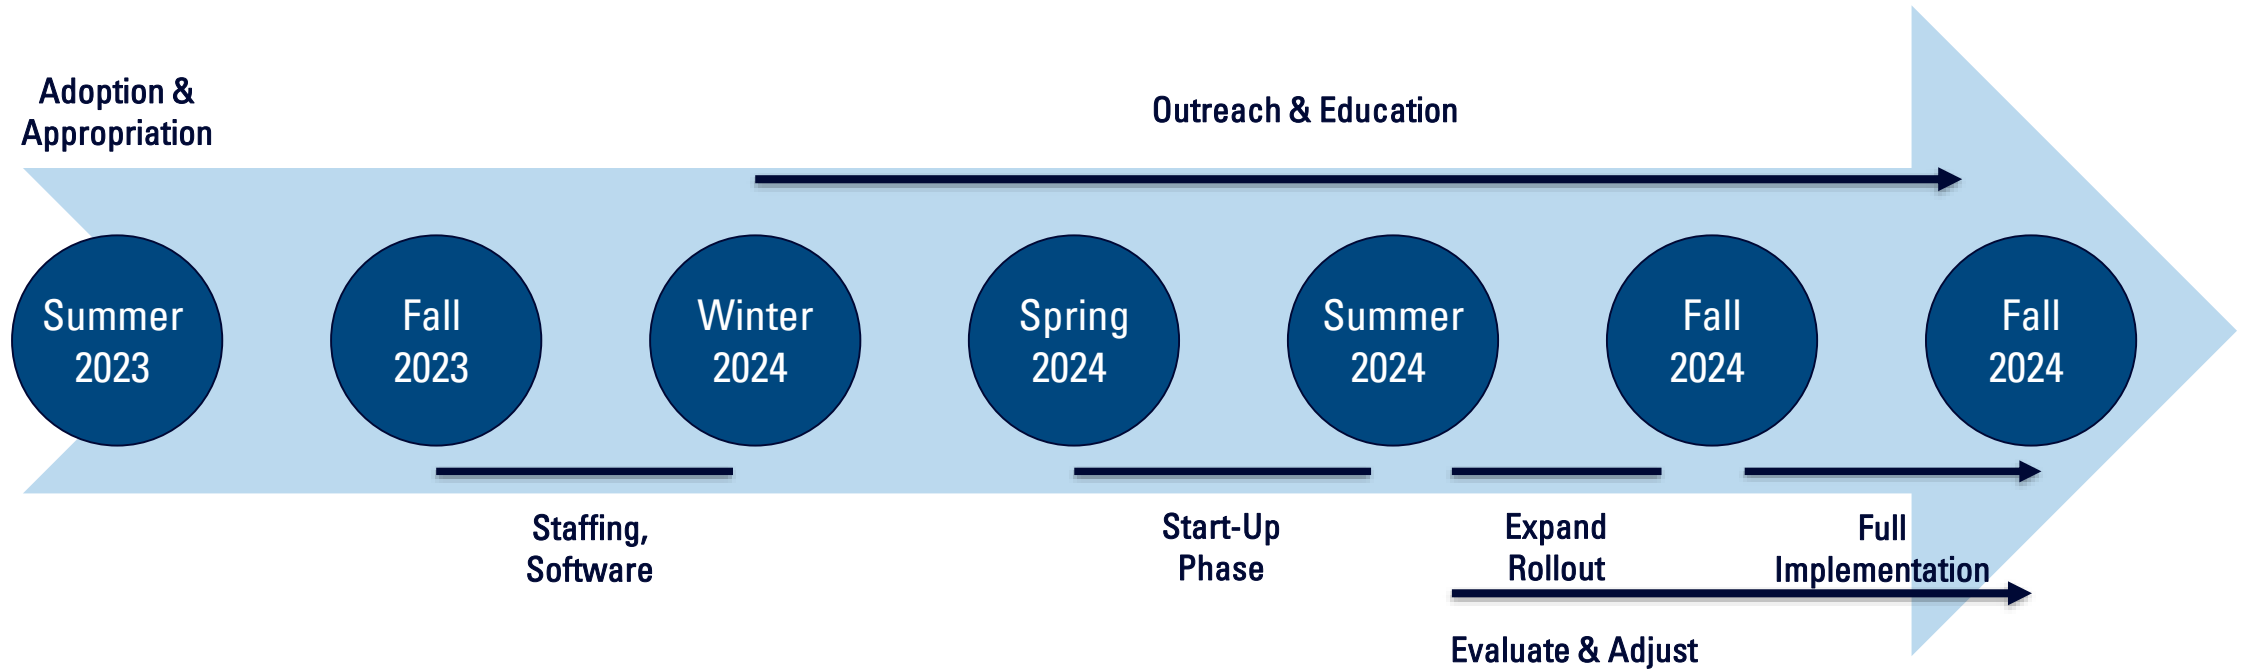 Adoption &
Appropriation
Outreach & Education
Summer
2023
Fall
2023
Winter
2024
Spring
2024
Summer
2024
Fall
2024
Fall
2024
Staffing,
Software
Start-Up
Phase
Expand
Rollout
Full
Implementation
Evaluate & Adjust